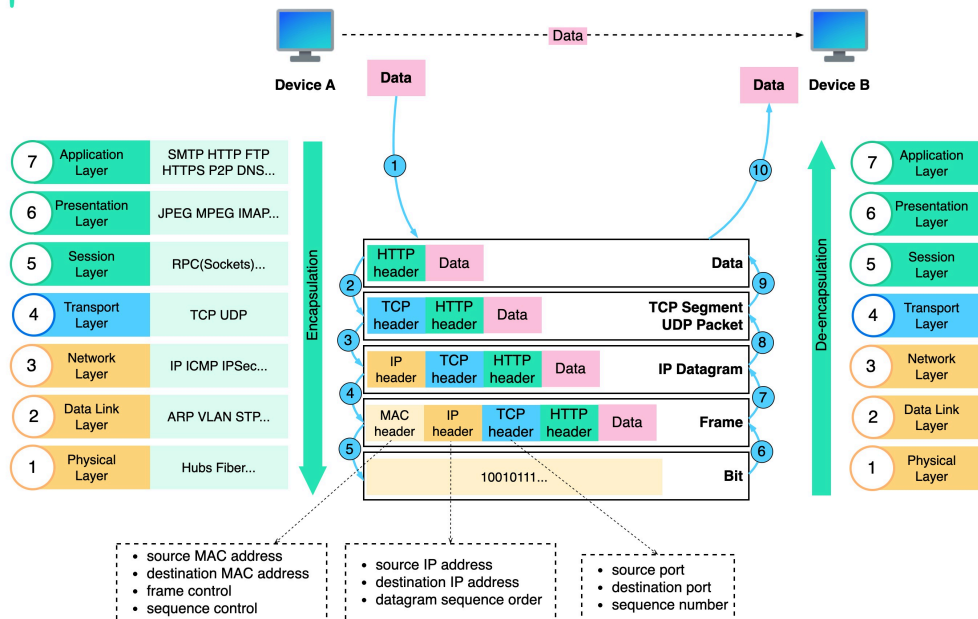 Data
Device A
Data
Data
Device B
7
Application
Layer
SMTP HTTP FTP
HTTPS P2P DNS...
6
Presentation
Layer
JPEG MPEG IMAP...
5
Session
Layer
RPC(Sockets)...
4
Transport
Layer
TCP UDP
3
Network
Layer
IP ICMP IPSec...
2
Data Link
Layer
ARP VLAN STP...
1
Physical
Layer
Hubs Fiber...
Encapsulation
1
10
HTTP
header
Data
Data
2
9
TCP
header
HTTP
header
Data
TCP Segment
UDP Packet
3
8
IP
header
TCP
header
HTTP
header
Data
IP Datagram
4
7
MAC
header
IP
header
TCP
header
HTTP
header
Data
Frame
5
6
10010111...
Bit
De-encapsulation
7
Application
Layer
6
Presentation
Layer
5
Session
Layer
4
Transport
Layer
3
Network
Layer
2
Data Link
Layer
1
Physical
Layer
• source MAC address
• destination MAC address
• frame control
• sequence control
• source IP address
• destination IP address
• datagram sequence order
• source port
• destination port
• sequence number